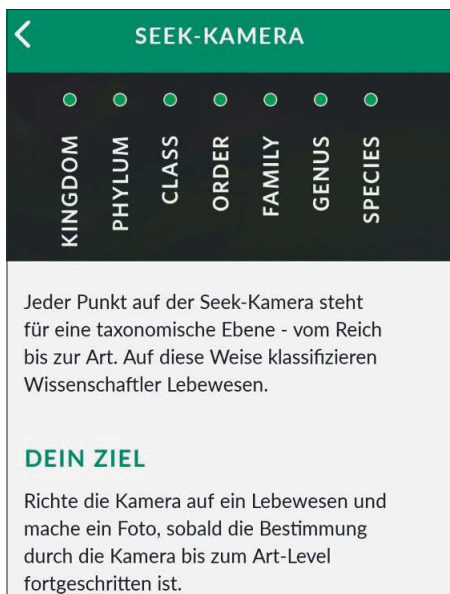 SEEK-KAMERA
KINGDOM
PHYLUM
CLASS
ORDER
FAMILY
GENUS
SPECIES
Jeder Punkt auf der Seek-Kamera steht
für eine taxonomische Ebene - vom Reich
bis zur Art. Auf diese Weise klassifizieren
Wissenschaftler Lebewesen.
DEIN ZIEL
Richte die Kamera auf ein Lebewesen und
mache ein Foto, sobald die Bestimmung
durch die Kamera bis zum Art-Level
fortgeschritten ist.